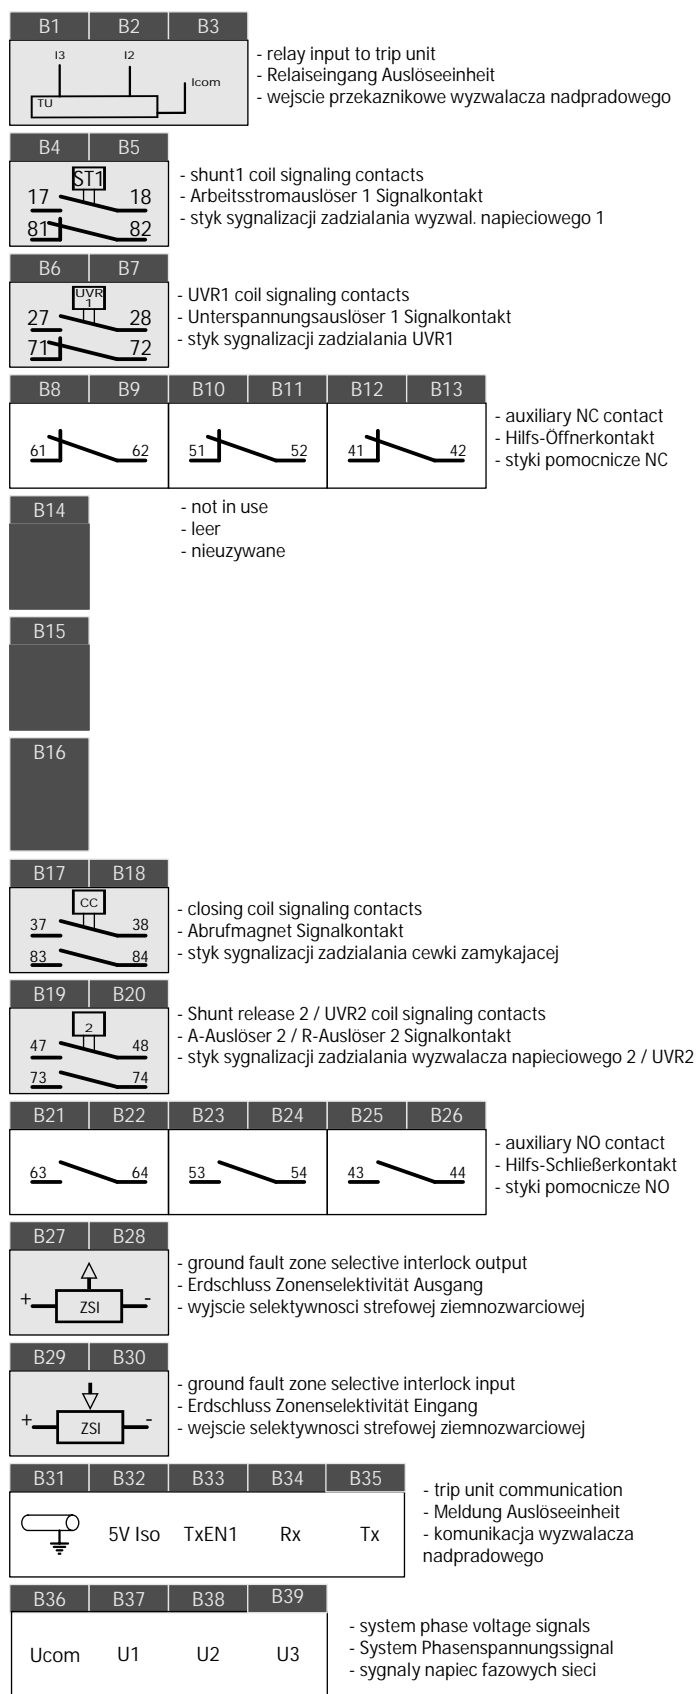 B1 B2 B3
I3 I2 Icom
TU
- relay input to trip unit
- Relaiseingang Auslöseeinheit
- wejscie przekaznikowe wyzwalacza nadpradowego
B4 B5
ST1
17 18
81 82
- shunt1 coil signaling contacts
- Arbeitsstromauslöser 1 Signalkontakt
- styk sygnalizacji zadzialania wyzwal. napieciowego 1
B6 B7
UVR
1
27 28
71 72
- UVR1 coil signaling contacts
- Unterspannungsauslöser 1 Signalkontakt
- styk sygnalizacji zadzialania UVR1
B8 B9 B10 B11 B12 B13
61 62 51 52 41 42
- auxiliary NC contact
- Hilfs-Öffnerkontakt
- styki pomocnicze NC
B14
- not in use
- leer
- nieuzywane
B15
B16
B17 B18
CC
37 38
83 84
- closing coil signaling contacts
- Abrufmagnet Signalkontakt
- styk sygnalizacji zadzialania cewki zamykajacej
B19 B20
2
47 48
73 74
- Shunt release 2 / UVR2 coil signaling contacts
- A-Auslöser 2 / R-Auslöser 2 Signalkontakt
- styk sygnalizacji zadzialania wyzwalacza napieciowego 2 / UVR2
B21 B22 B23 B24 B25 B26
63 64 53 54 43 44
- auxiliary NO contact
- Hilfs-Schließerkontakt
- styki pomocnicze NO
B27 B28
+ ZSI -
- ground fault zone selective interlock output
- Erdschluss Zonenselektivität Ausgang
- wyjscie selektywnosci strefowej ziemnozwarciowej
B29 B30
+ ZSI -
- ground fault zone selective interlock input
- Erdschluss Zonenselektivität Eingang
- wejscie selektywnosci strefowej ziemnozwarciowej
B31 B32 B33 B34 B35
5V Iso TxEN1 Rx Tx
- trip unit communication
- Meldung Auslöseeinheit
- komunikacja wyzwalacza
nadpradowego
B36 B37 B38 B39
Ucom U1 U2 U3
- system phase voltage signals
- System Phasenspannungssignal
- sygnaly napiec fazowych sieci